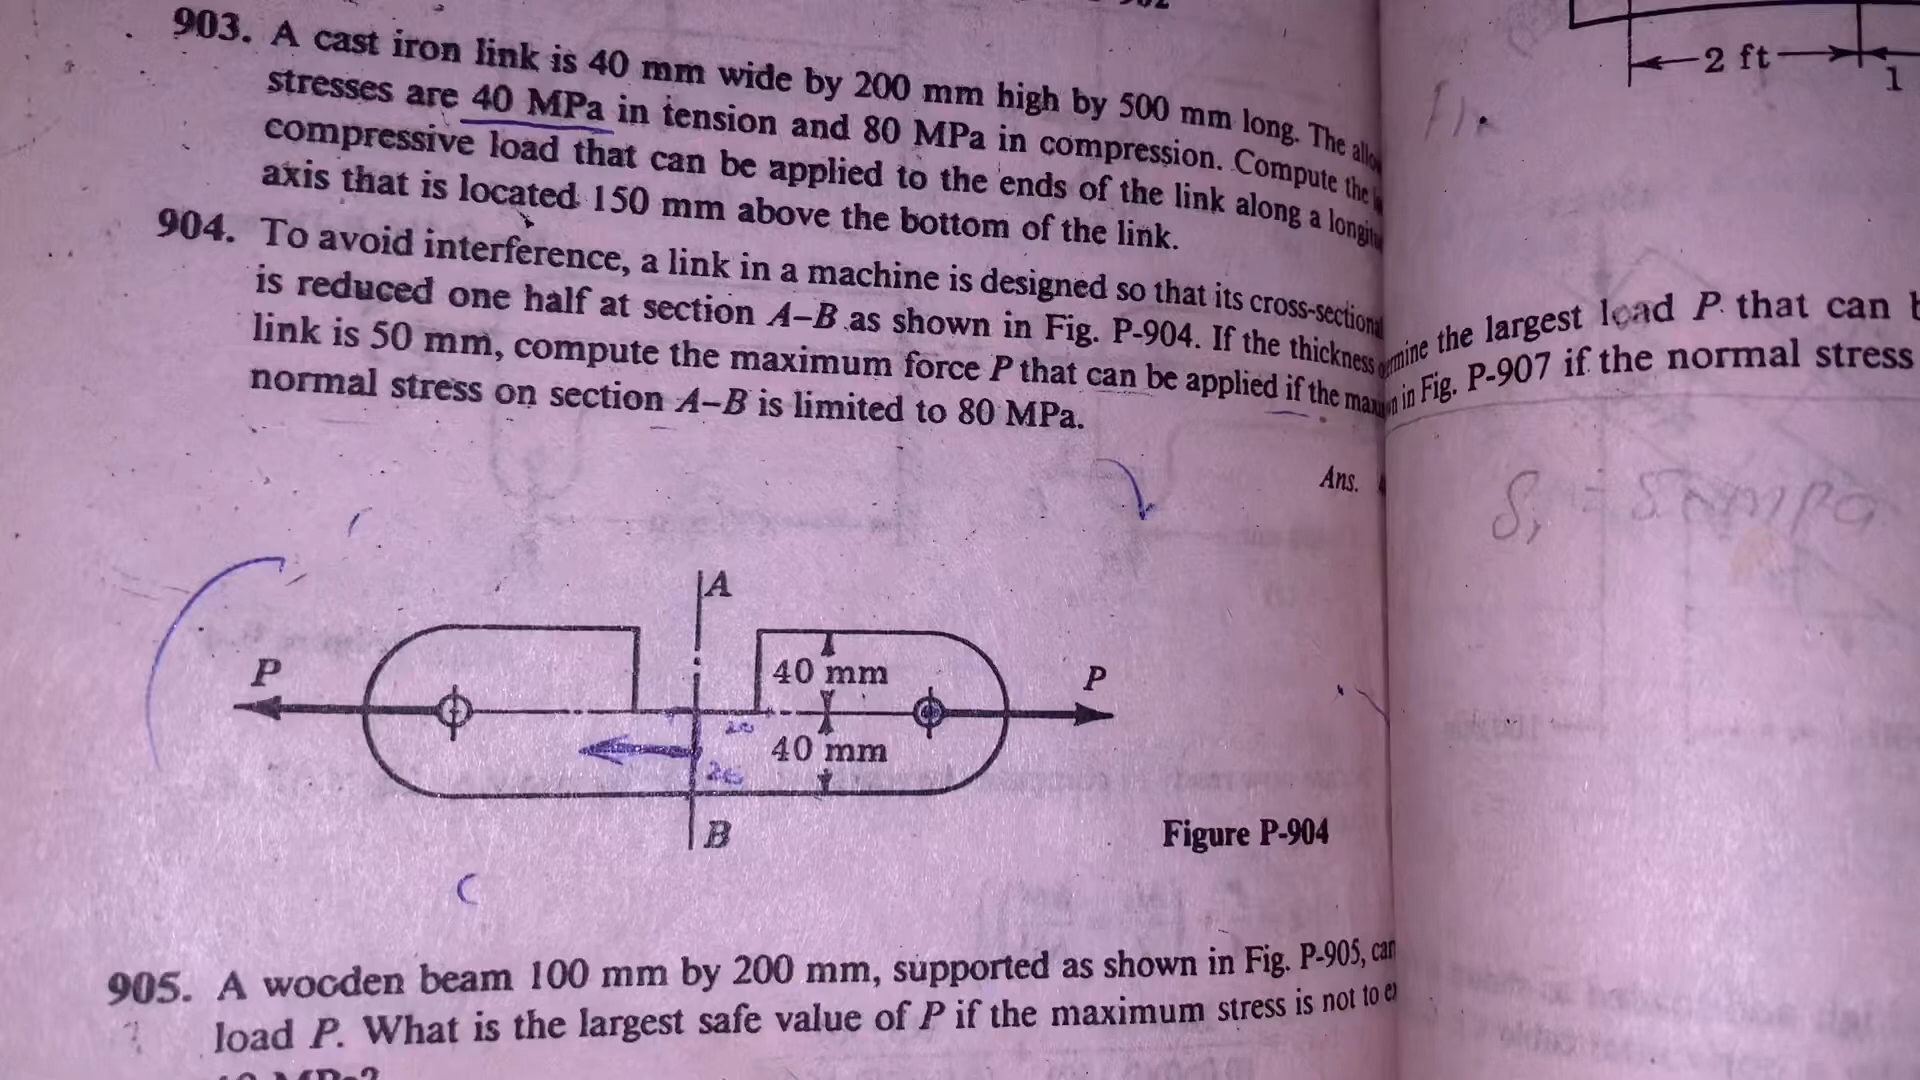 903. A cast iron link is 40 mm wide by 200 mm high by 500 mm long. The
stresses are 40 MPa in tension and 80 MPa in compression. Compute the
compressive load that can be applied to the ends of the link along a
axis that is located 150 mm above the bottom of the link.
904. To avoid interference, a link in a machine is designed so that its cross-sectional
is reduced one half at section A–B as shown in Fig. P-904. If the thickness
link is 50 mm, compute the maximum force P that can be applied if the
normal stress on section A–B is limited to 80 MPa.
Ans.
A
P
40 mm
P
20
40 mm
26
B
Figure P-904
905. A wooden beam 100 mm by 200 mm, supported as shown in Fig. P-905, can
load P. What is the largest safe value of P if the maximum stress is not to
2 ft
1
the largest load P that can
in Fig. P-907 if the normal stress